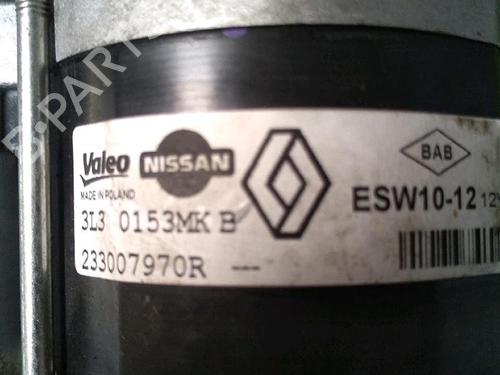 B-PARTS
Valeo
MADE IN POLAND
NISSAN
BAB
ESW10-12 12V
3L3 0153MK B
233007970R ---